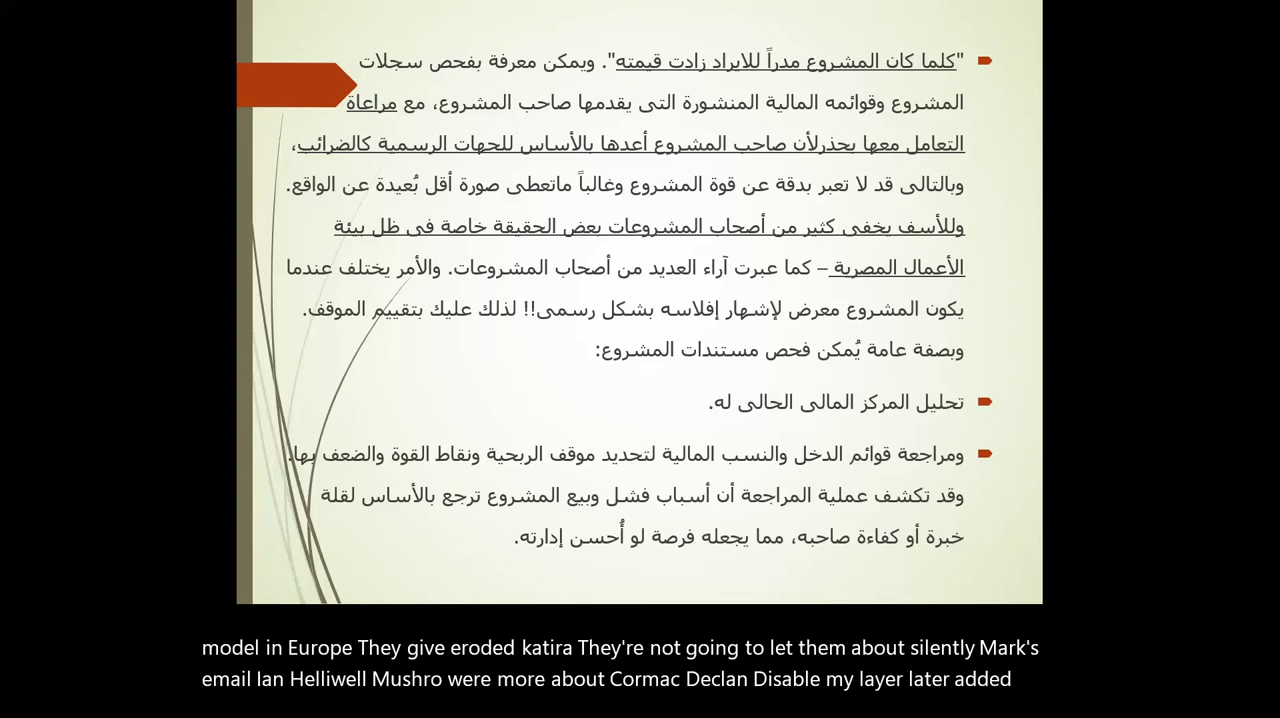 "كلما كان المشروع مدراً للايراد زادت قيمته". ويمكن معرفة بفحص سجلات
المشروع وقوائمه المالية المنشورة التى يقدمها صاحب المشروع، مع مراعاة
التعامل معها بحذرلأن صاحب المشروع أعدها بالأساس للجهات الرسمية كالضرائب،
وبالتالى قد لا تعبر بدقة عن قوة المشروع وغالباً ماتعطى صورة أقل بُعيدة عن الواقع.
وللأسف يخفى كثير من أصحاب المشروعات بعض الحقيقة خاصة فى ظل بيئة
الأعمال المصرية – كما عبرت آراء العديد من أصحاب المشروعات. والأمر يختلف عندما
يكون المشروع معرض لإشهار إفلاسه بشكل رسمى!! لذلك عليك بتقييم الموقف.
وبصفة عامة يُمكن فحص مستندات المشروع:
تحليل المركز المالى الحالى له.
ومراجعة قوائم الدخل والنسب المالية لتحديد موقف الربحية ونقاط القوة والضعف بها.
وقد تكشف عملية المراجعة أن أسباب فشل وبيع المشروع ترجع بالأساس لقلة
خبرة أو كفاءة صاحبه، مما يجعله فرصة لو أُحسن إدارته.
model in Europe They give eroded katira They're not going to let them about silently Mark's
email Ian Helliwell Mushro were more about Cormac Declan Disable my layer later added